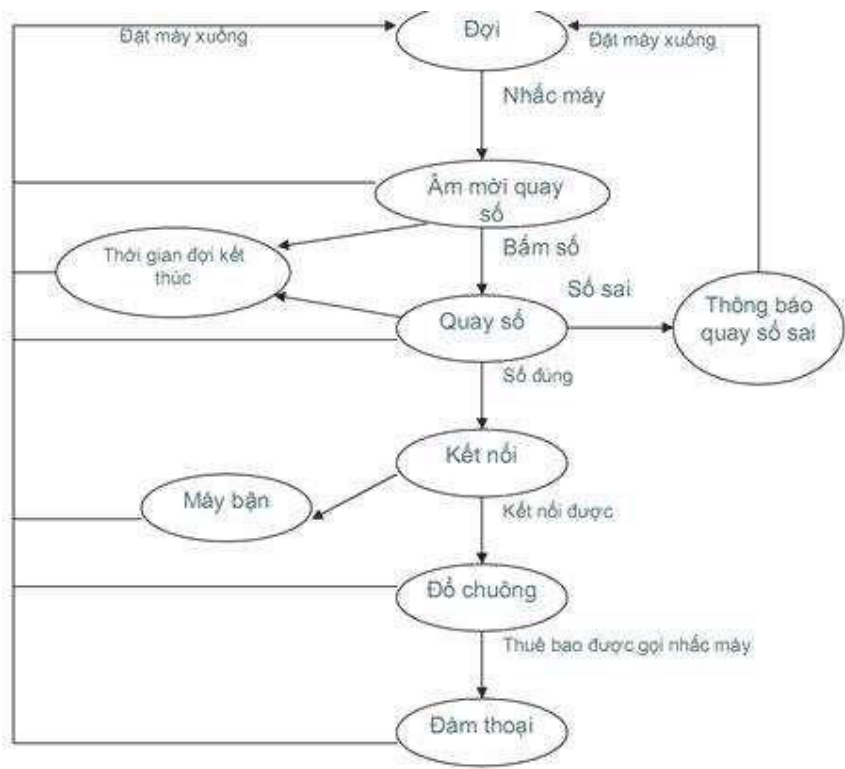 Đợi
Đặt máy xuống
Đặt máy xuống
Nhấc máy
Âm mời quay
số
Bấm số
Thời gian đợi kết
thúc
Số sai
Thông báo
quay số sai
Quay số
Số đúng
Kết nối
Máy bận
Kết nối được
Đổ chuông
Thuê bao được gọi nhấc máy
Đàm thoại